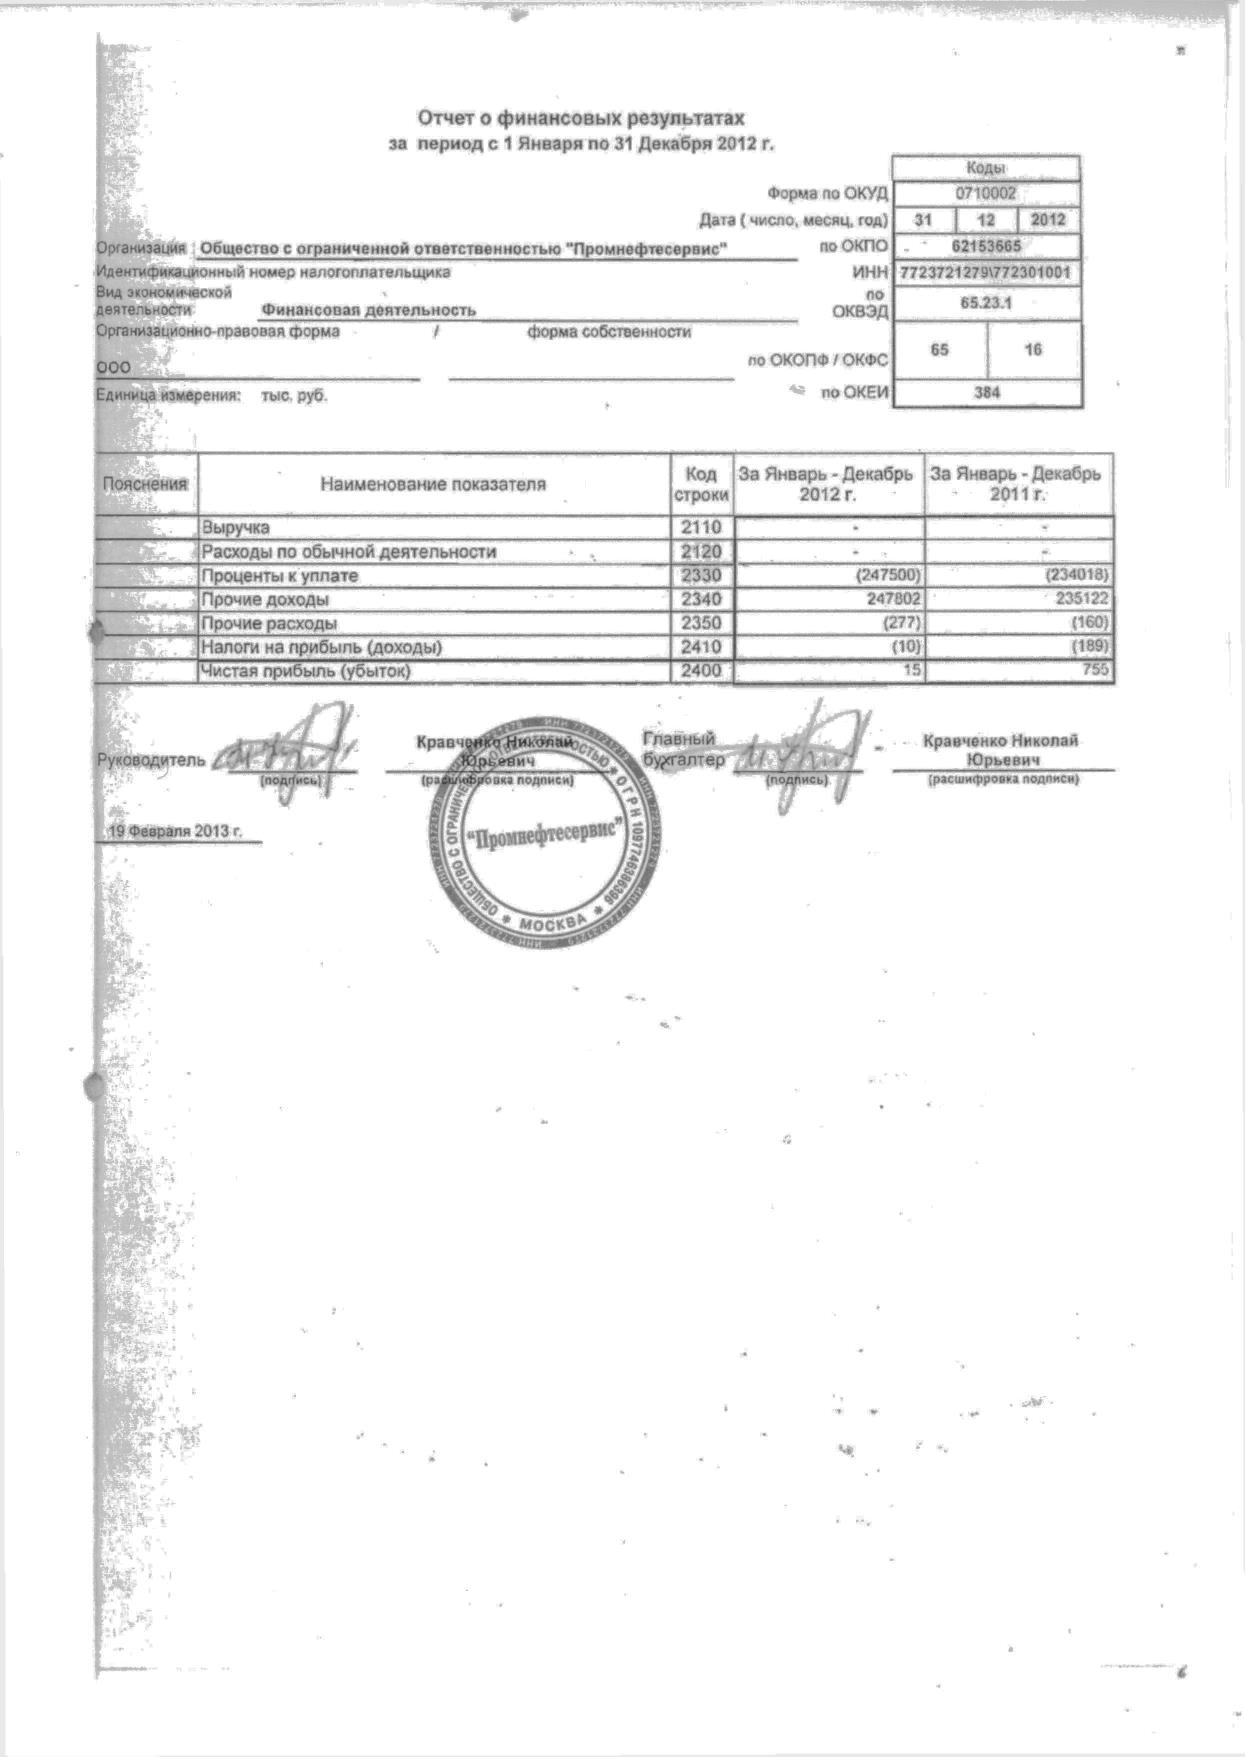 Отчет о финансовых результатах
за период с 1 Января по 31 Декабря 2012 г.
Коды
Форма по ОКУД 0710002
Дата ( число, месяц, год) 31 12 2012
Организация Общество с ограниченной ответственностью "Промнефтесервис" по ОКПО 62153665
Идентификационный номер налогоплательщика ИНН 7723721279\772301001
Вид экономической
деятельности Финансовая деятельность по ОКВЭД 65.23.1
Организационно-правовая форма / форма собственности
ООО по ОКОПФ / ОКФС 65 16
Единица измерения: тыс. руб. по ОКЕИ 384
Пояснения Наименование показателя Код строки За Январь - Декабрь 2012 г. За Январь - Декабрь 2011 г.
Выручка 2110 - -
Расходы по обычной деятельности 2120 - -
Проценты к уплате 2330 (247500) (234018)
Прочие доходы 2340 247802 235122
Прочие расходы 2350 (277) (160)
Налоги на прибыль (доходы) 2410 (10) (189)
Чистая прибыль (убыток) 2400 15 755
Руководитель Кравченко Николай Юрьевич Главный бухгалтер Кравченко Николай Юрьевич
(подпись) (расшифровка подписи) (подпись) (расшифровка подписи)
19 Февраля 2013 г.
ОБЩЕСТВО С ОГРАНИЧЕННОЙ ОТВЕТСТВЕННОСТЬЮ * ОГРН 1097746386396
"Промнефтесервис"
* МОСКВА *
6